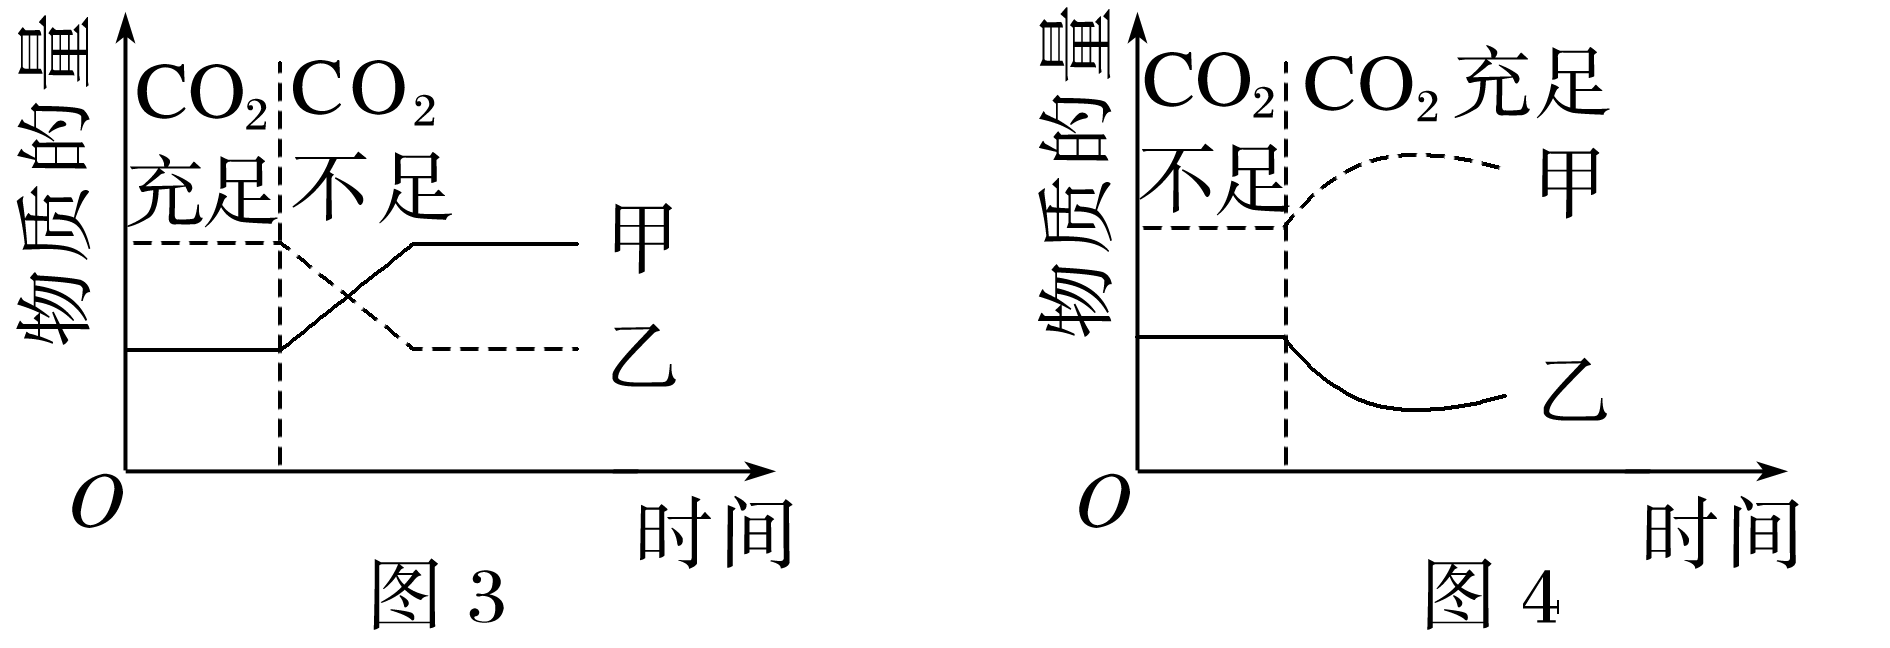 物质的量
CO₂ CO₂
充足 不足
甲
乙
O
时间
图 3
物质的量
CO₂ CO₂ 充足
不足
甲
乙
O
时间
图 4